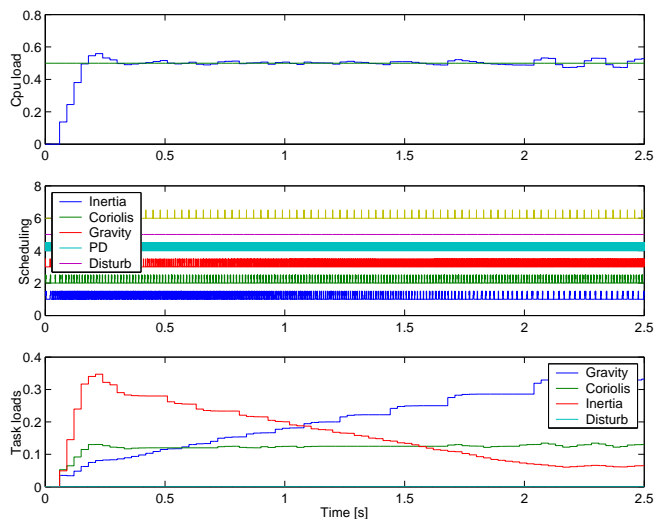 0.8
0.6
0.4
0.2
0
Cpu load
0 0.5 1 1.5 2 2.5
8
6
4
2
0
Scheduling
Inertia
Coriolis
Gravity
PD
Disturb
0 0.5 1 1.5 2 2.5
0.4
0.3
0.2
0.1
0
Task loads
Gravity
Coriolis
Inertia
Disturb
0 0.5 1 1.5 2 2.5
Time [s]